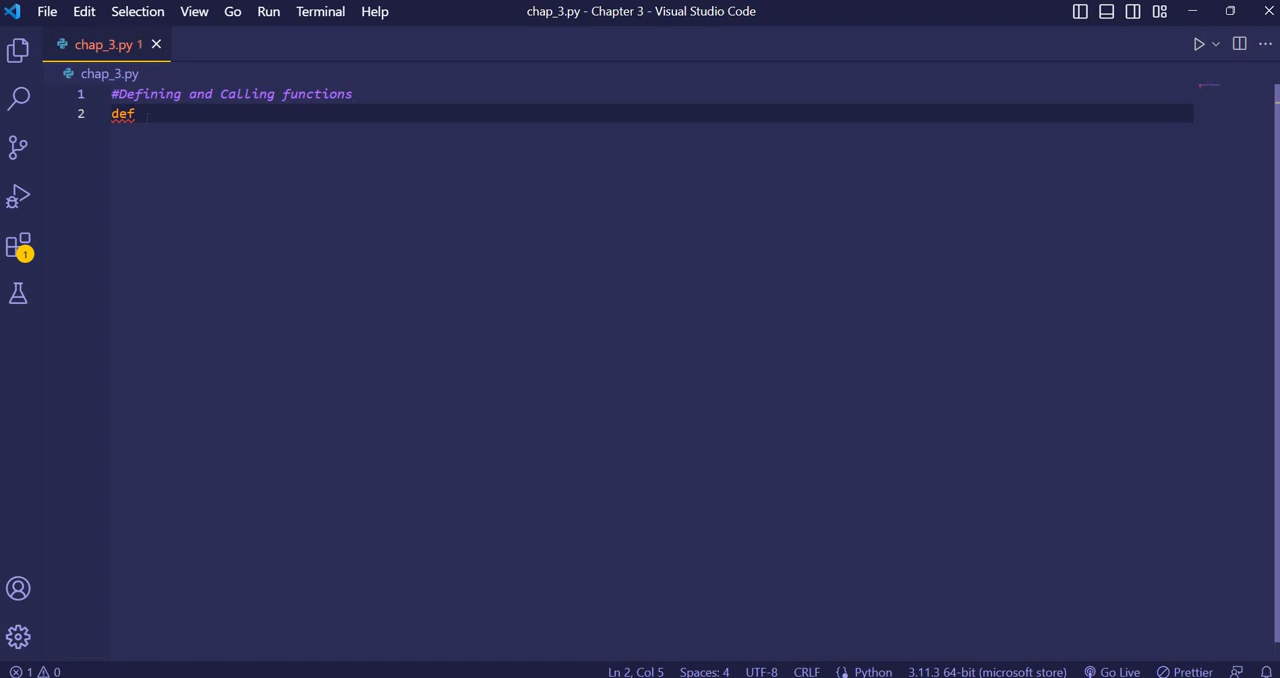 File Edit Selection View Go Run Terminal Help chap_3.py - Chapter 3 - Visual Studio Code
chap_3.py 1
chap_3.py
1 #Defining and Calling functions
2 def
1
1 0 Ln 2, Col 5 Spaces: 4 UTF-8 CRLF Python 3.11.3 64-bit (microsoft store) Go Live Prettier